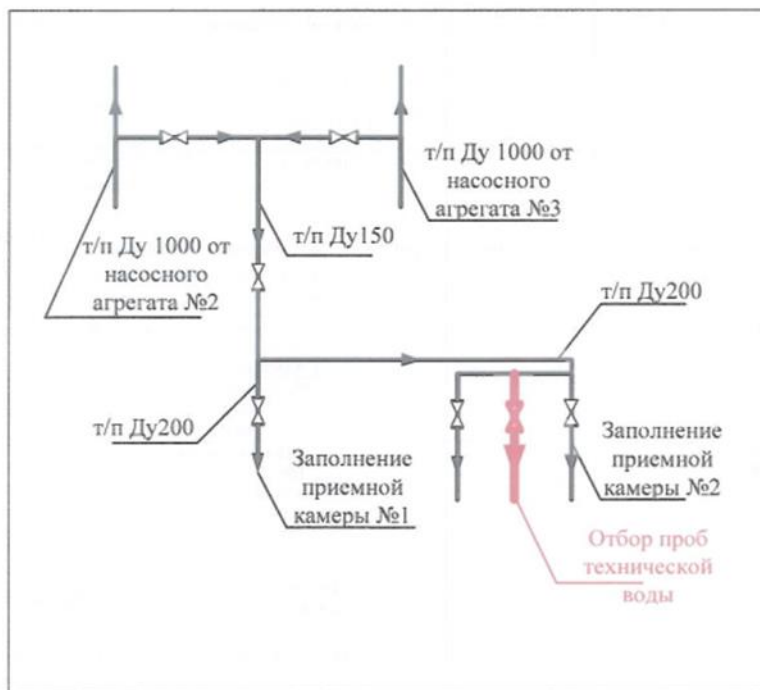 т/п Ду 1000 от
насосного
агрегата №3
т/п Ду150
т/п Ду 1000 от
насосного
агрегата №2
т/п Ду200
т/п Ду200
Заполнение
приемной
камеры №1
Заполнение
приемной
камеры №2
Отбор проб
технической
воды